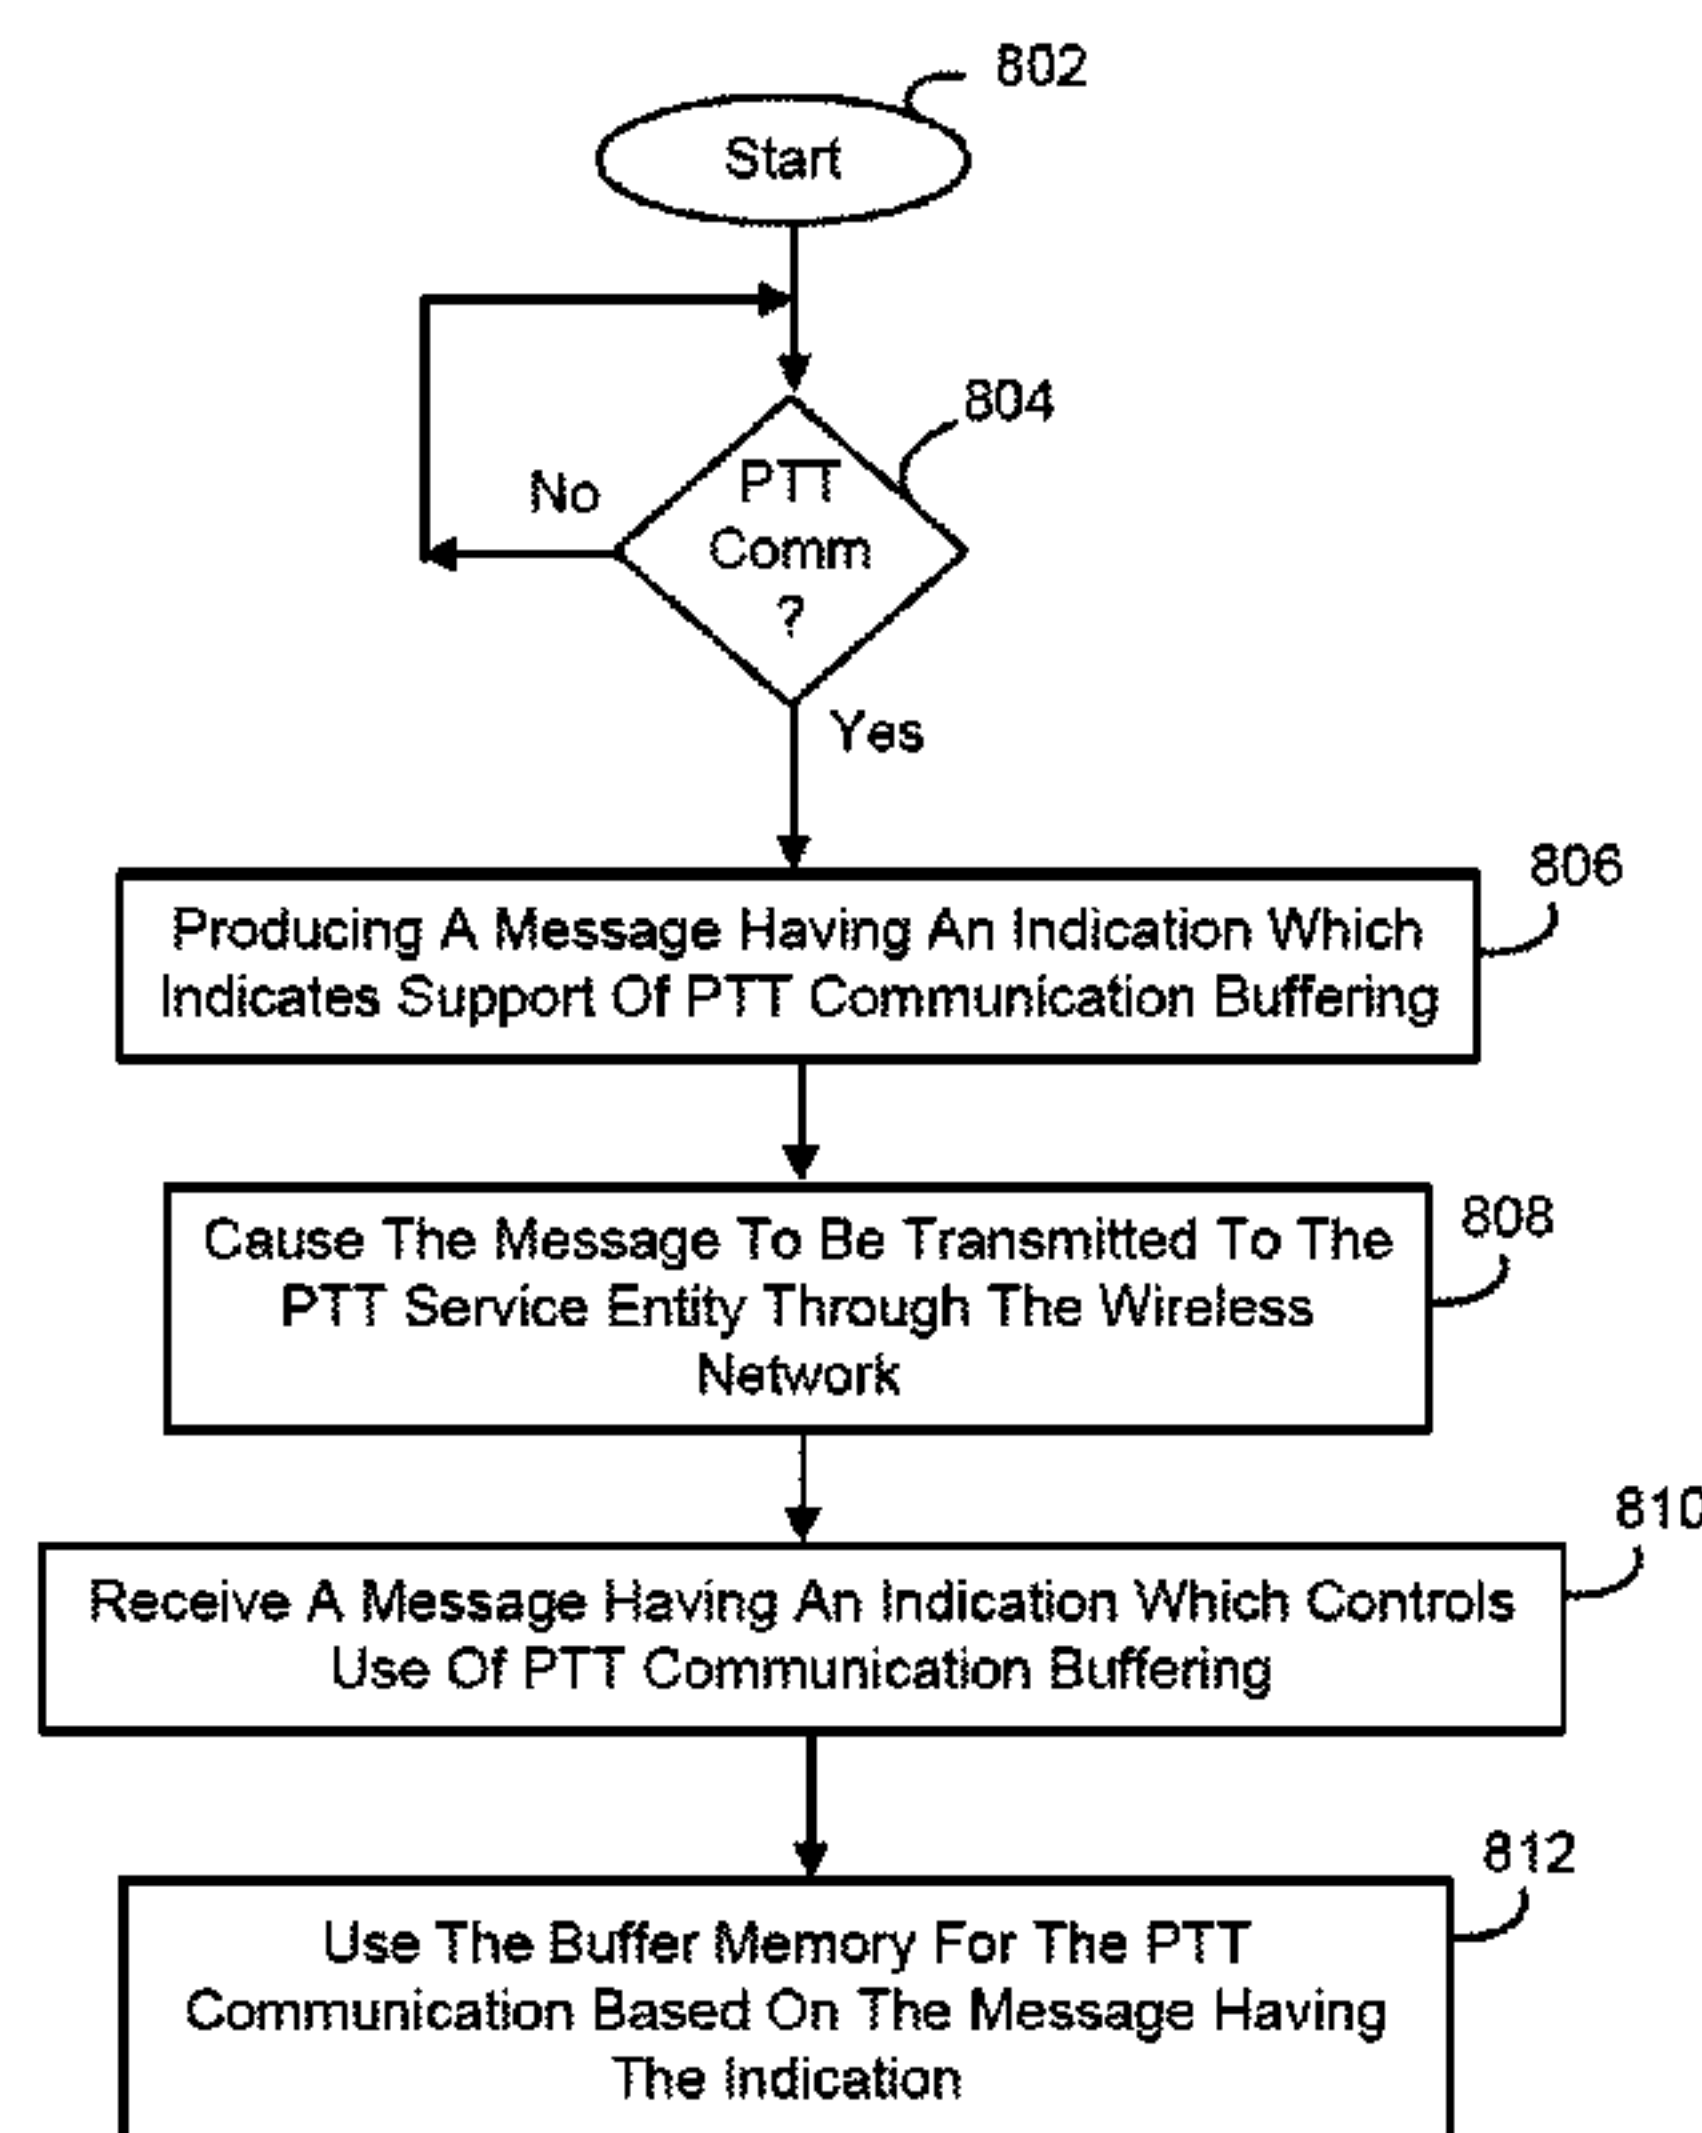 802
Start
804
PTT
Comm
?
No
Yes
806
Producing A Message Having An Indication Which
Indicates Support Of PTT Communication Buffering
808
Cause The Message To Be Transmitted To The
PTT Service Entity Through The Wireless
Network
810
Receive A Message Having An Indication Which Controls
Use Of PTT Communication Buffering
812
Use The Buffer Memory For The PTT
Communication Based On The Message Having
The Indication